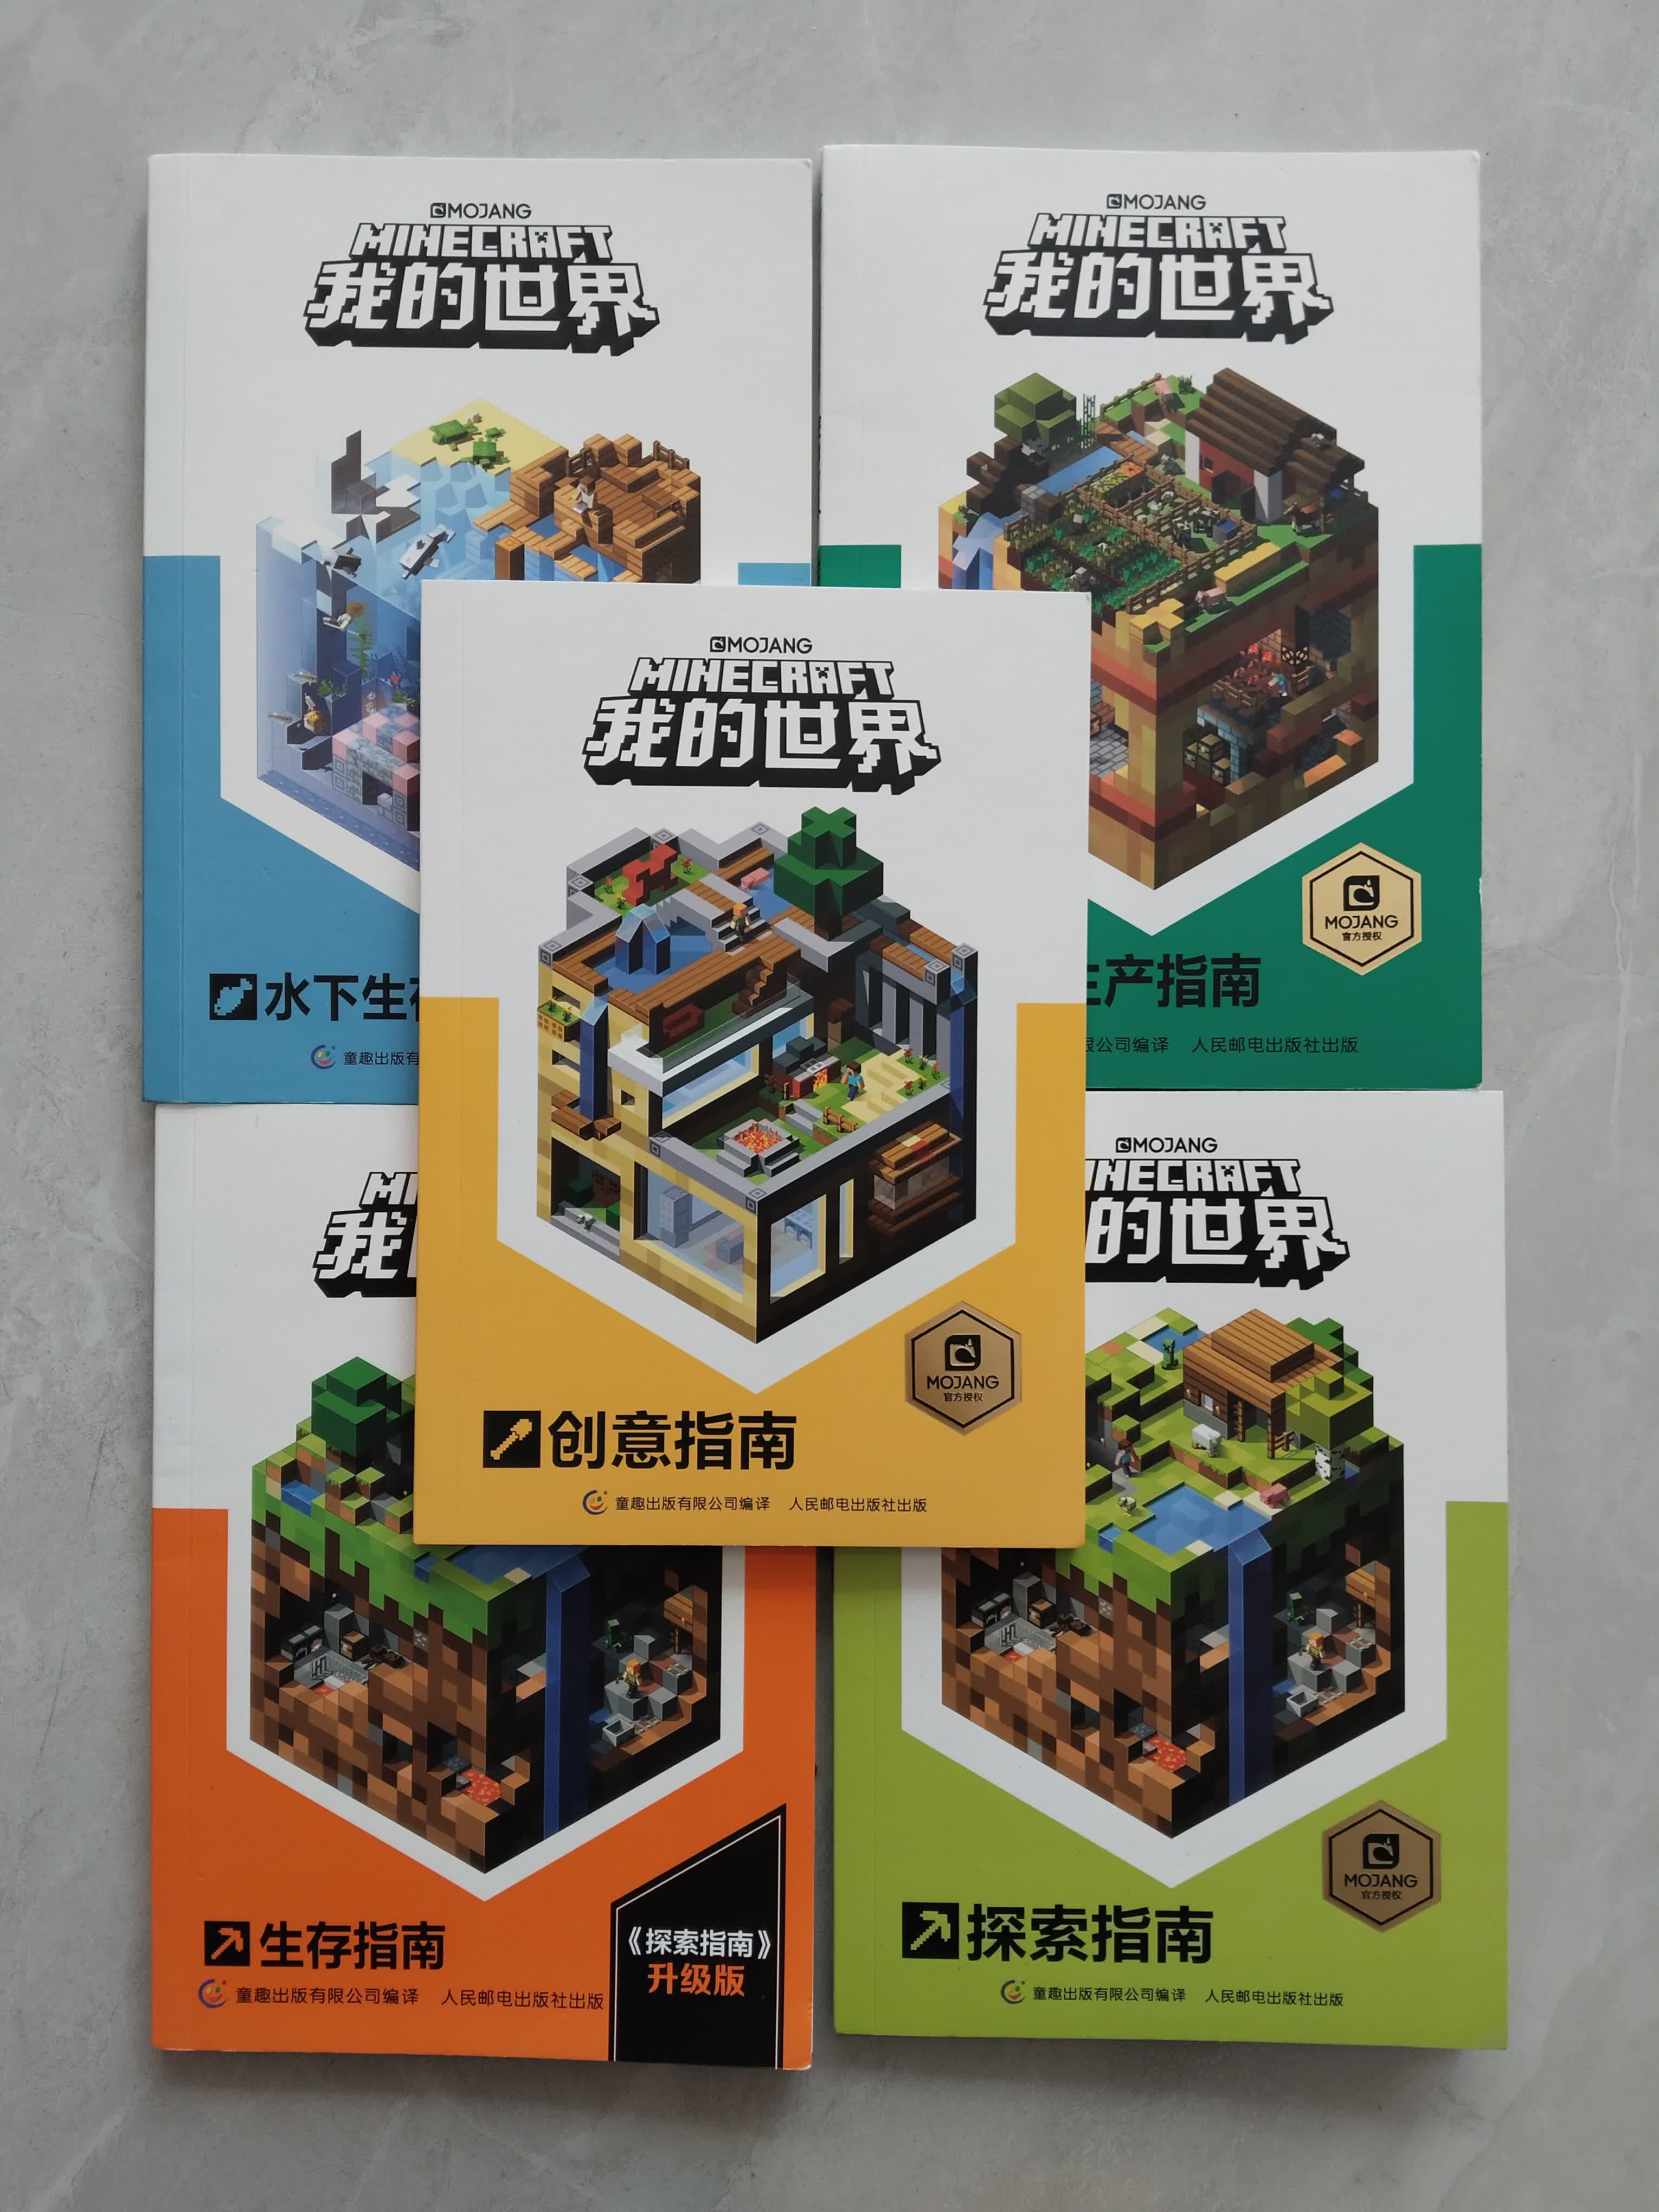 MOJANG
MINECRAFT
我的世界
水下生
童趣出版有
MOJANG
MINECRAFT
我的世界
MOJANG
官方授权
产指南
公司编译 人民邮电出版社出版
MOJANG
MINECRAFT
我的世界
MOJANG
官方授权
创意指南
童趣出版有限公司编译 人民邮电出版社出版
我
生存指南
童趣出版有限公司编译 人民邮电出版社出版
《探索指南》
升级版
MOJANG
NECRAFT
的世界
MOJANG
官方授权
探索指南
童趣出版有限公司编译 人民邮电出版社出版